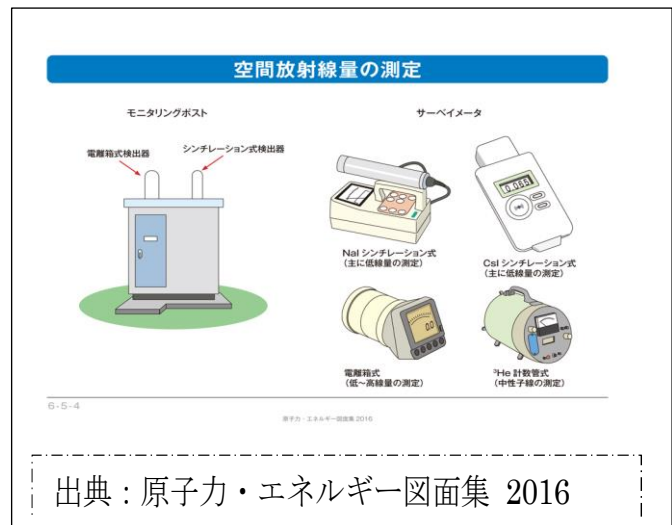 空間放射線量の測定
モニタリングポスト
サーベイメータ
電離箱式検出器
シンチレーション式検出器
0.065
NaI シンチレーション式
(主に低線量の測定)
CsI シンチレーション式
(主に低線量の測定)
0.0
電離箱式
(低～高線量の測定)
³He 計数管式
(中性子線の測定)
6-5-4
原子力・エネルギー図面集 2016
出典：原子力・エネルギー図面集 2016